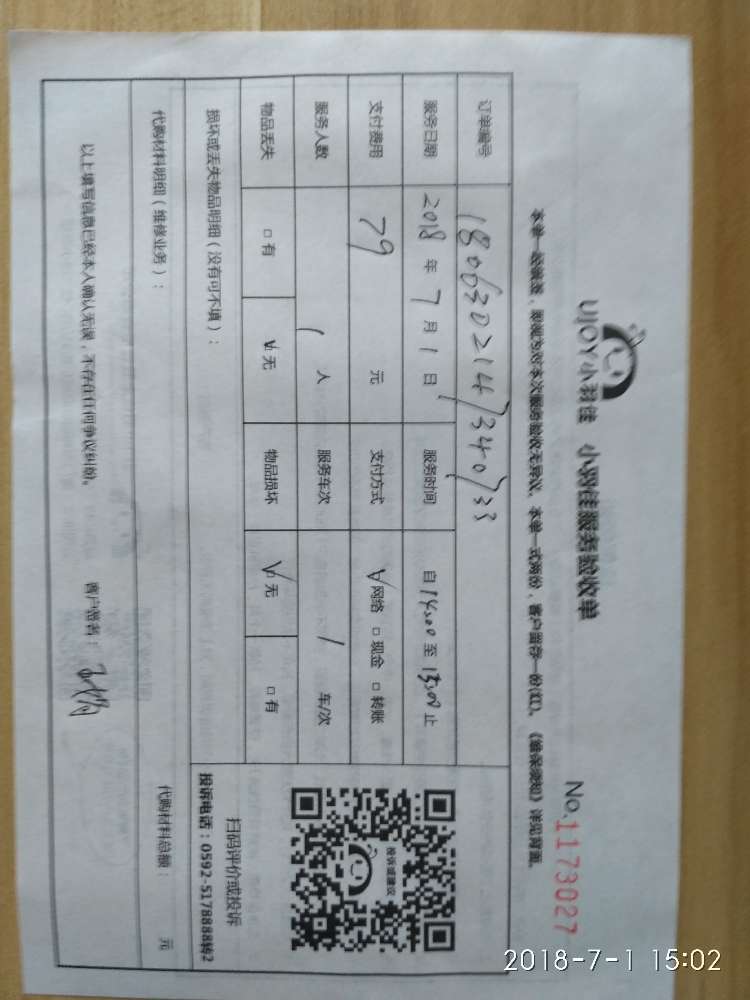 UJOY小羽佳 小羽佳服务验收单 No.1173027
本单一经签署，即视为对本次服务验收无异议。本单一式两份，客户留存一份(红)。《维保须知》详见背面。
订单编号 1806302147340733
服务日期 2018 年 7 月 1 日 服务时间 自 14:00 至 15:00 止
支付费用 79 元 支付方式 ☑网络 □现金 □转账
服务人数 1 人 服务车次 1 车/次
物品丢失 □有 ☑无 物品损坏 ☑无 □有
投诉或建议
扫码评价或投诉
投诉电话：0592-5178888转2
损坏或丢失物品明细（没有可不填）：
代购材料明细（维修业务）： 代购材料总额： 元
以上填写信息已经本人确认无误，不存在任何争议纠纷。 客户签名：
2018-7-1 15:02